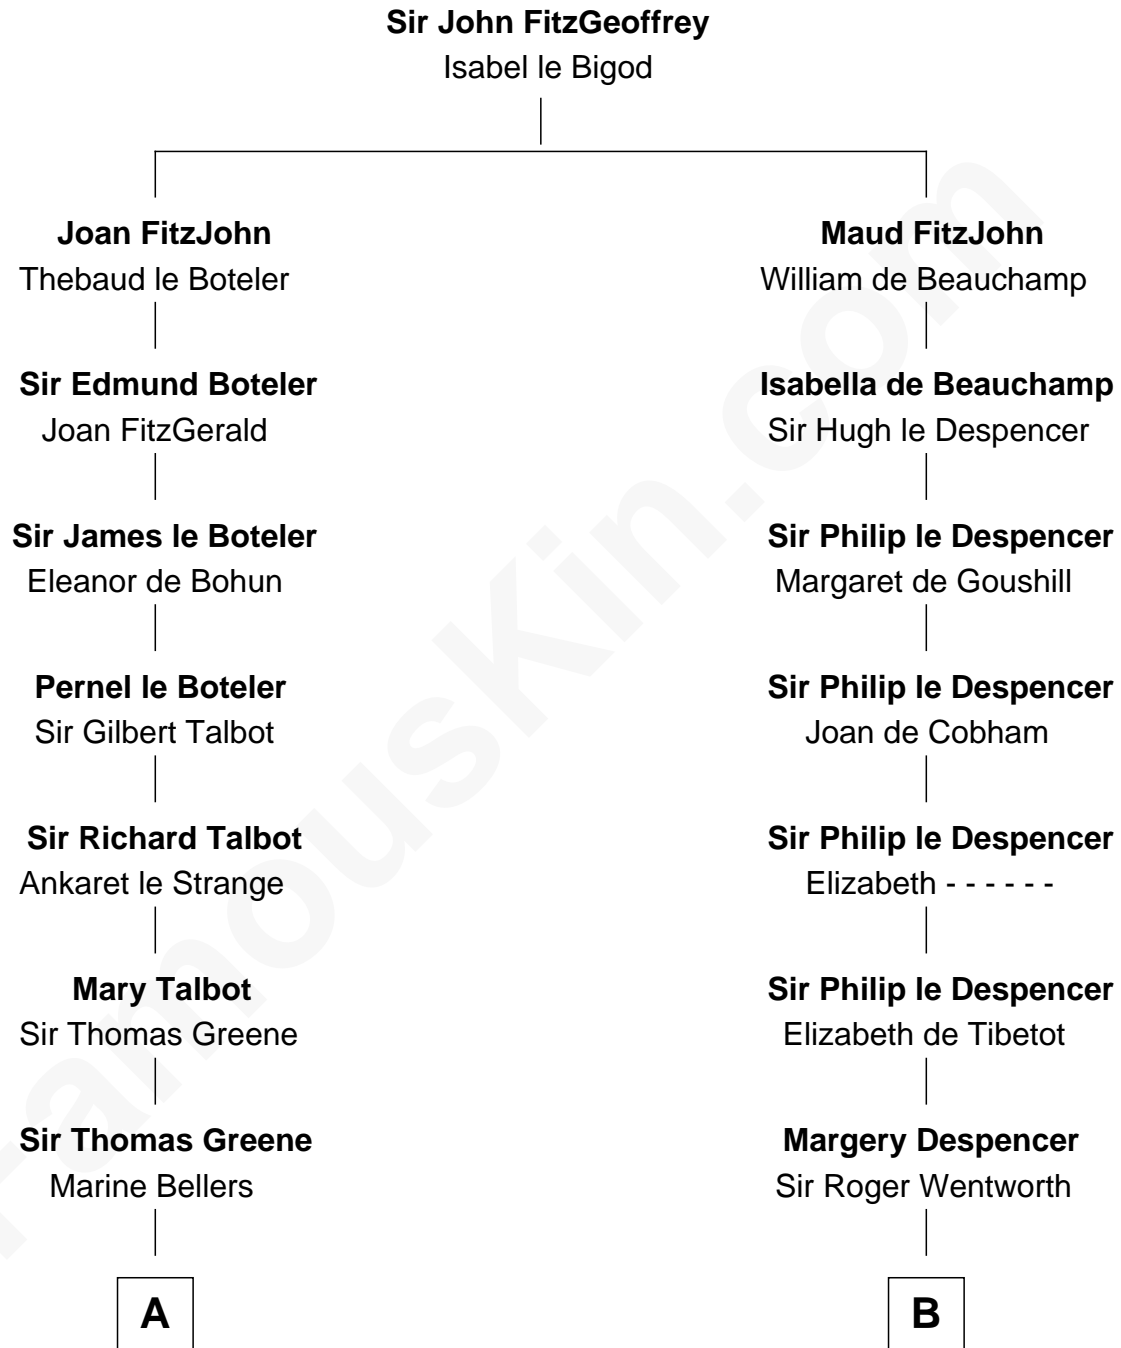 Sir John FitzGeoffrey
Isabel le Bigod
Joan FitzJohn
Thebaud le Boteler
Maud FitzJohn
William de Beauchamp
Sir Edmund Boteler
Joan FitzGerald
Isabella de Beauchamp
Sir Hugh le Despencer
Sir James le Boteler
Eleanor de Bohun
Sir Philip le Despencer
Margaret de Goushill
Pernel le Boteler
Sir Gilbert Talbot
Sir Philip le Despencer
Joan de Cobham
Sir Richard Talbot
Ankaret le Strange
Sir Philip le Despencer
Elizabeth - - - - - -
Mary Talbot
Sir Thomas Greene
Sir Philip le Despencer
Elizabeth de Tibetot
Sir Thomas Greene
Marine Bellers
Margery Despencer
Sir Roger Wentworth
A
B
FamousKin.com